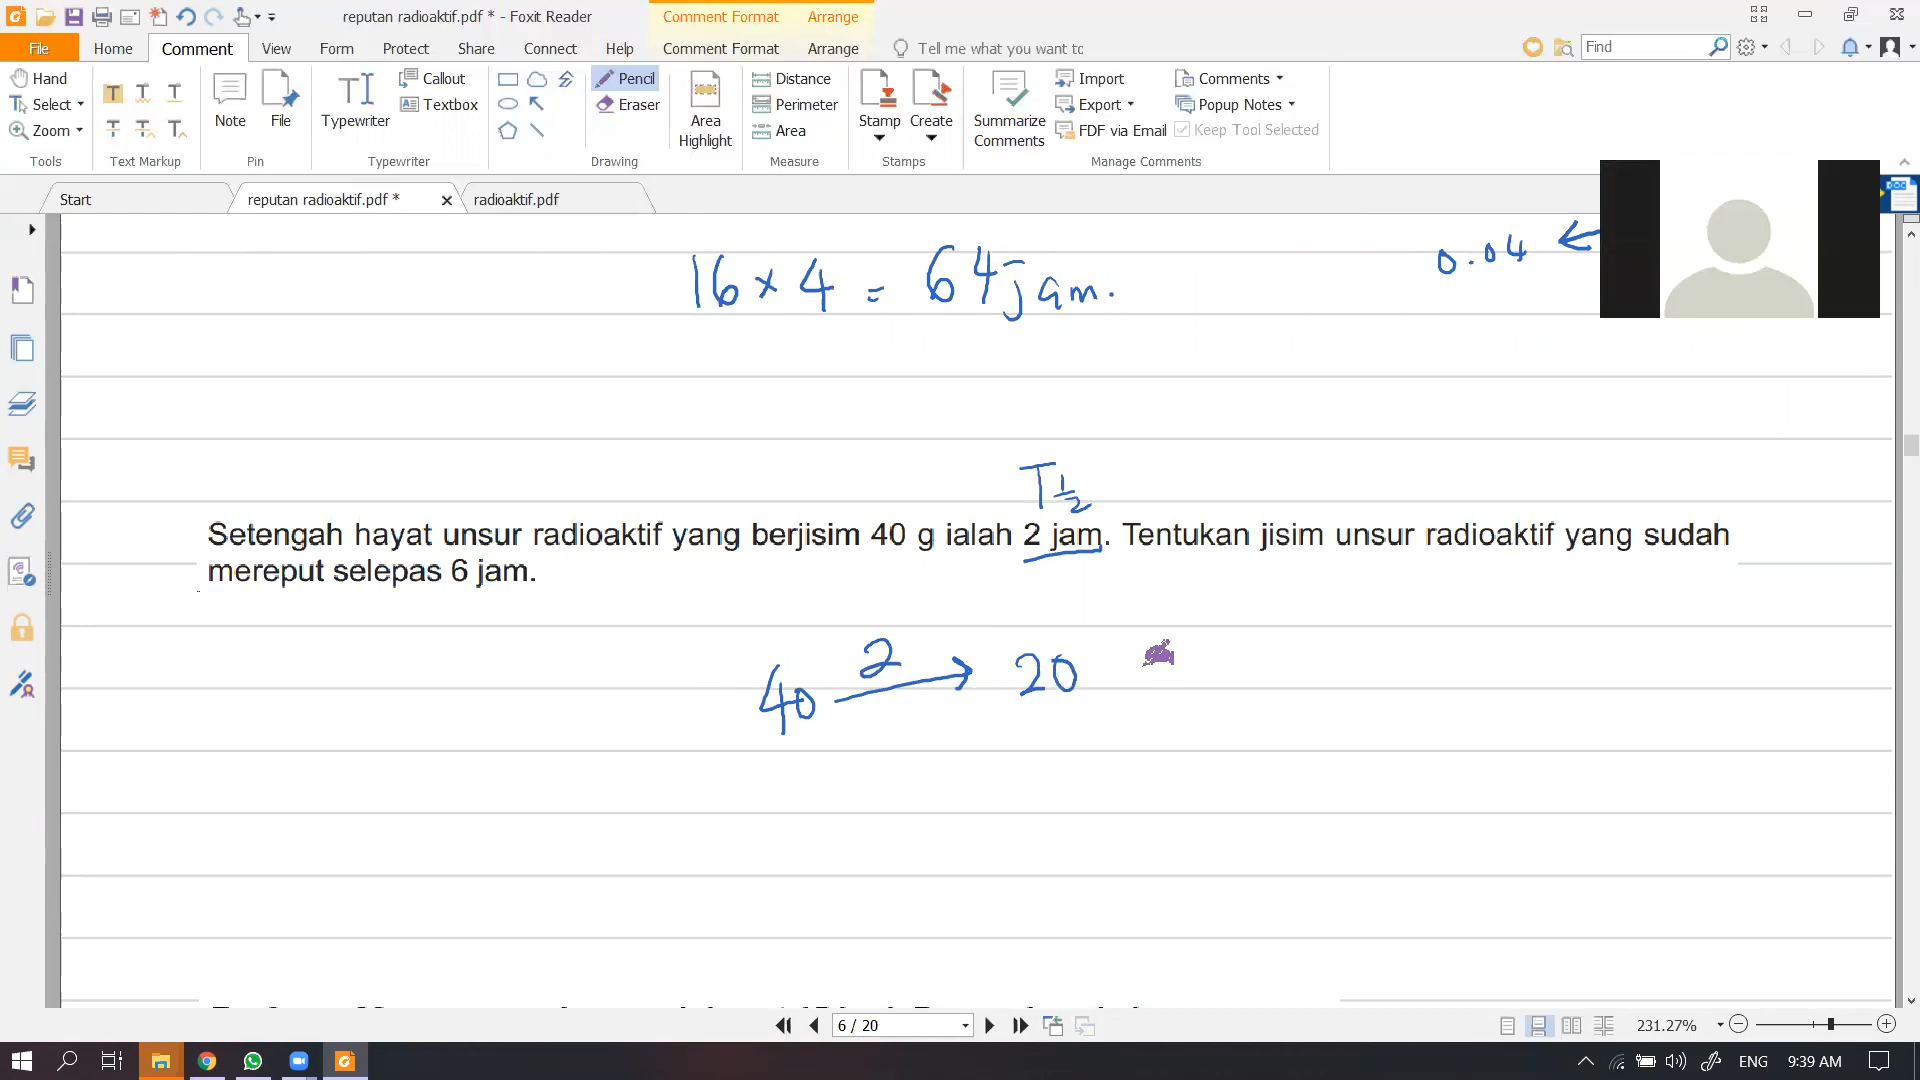 reputan radioaktif.pdf * - Foxit Reader
Comment Format Arrange
File Home Comment View Form Protect Share Connect Help Comment Format Arrange Tell me what you want to Find
Hand
Select
Zoom
Tools
Text Markup
Note File
Pin
Typewriter
Callout
Textbox
Typewriter
Pencil
Eraser
Drawing
Area
Highlight
Distance
Perimeter
Area
Measure
Stamp Create
Stamps
Summarize
Comments
Import
Export
FDF via Email
Comments
Popup Notes
Keep Tool Selected
Manage Comments
Start reputan radioaktif.pdf * radioaktif.pdf
DOC
16 × 4 = 64 jam.
0.04
T 1/2
Setengah hayat unsur radioaktif yang berjisim 40 g ialah 2 jam. Tentukan jisim unsur radioaktif yang sudah
mereput selepas 6 jam.
40 2 → 20
6 / 20
231.27%
ENG 9:39 AM